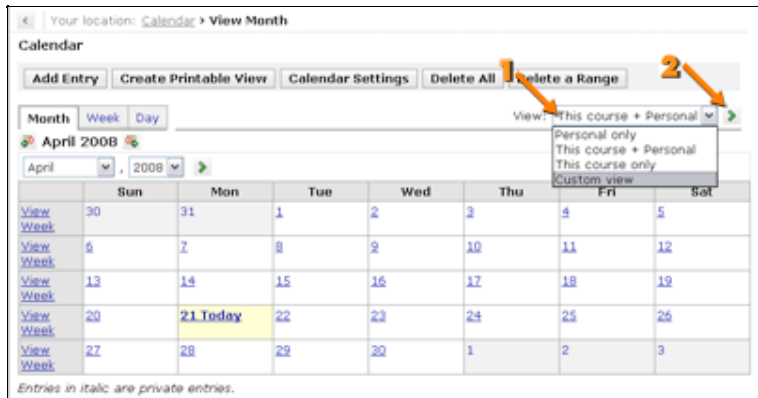 Your location: Calendar › View Month
Calendar
Add Entry Create Printable View Calendar Settings Delete All Delete a Range
1 2
Month Week Day View: This course + Personal
Personal only
This course + Personal
This course only
Custom view
April 2008
April , 2008
Sun Mon Tue Wed Thu Fri Sat
View Week 30 31 1 2 3 4 5
View Week 6 7 8 9 10 11 12
View Week 13 14 15 16 17 18 19
View Week 20 21 Today 22 23 24 25 26
View Week 27 28 29 30 1 2 3
Entries in italic are private entries.